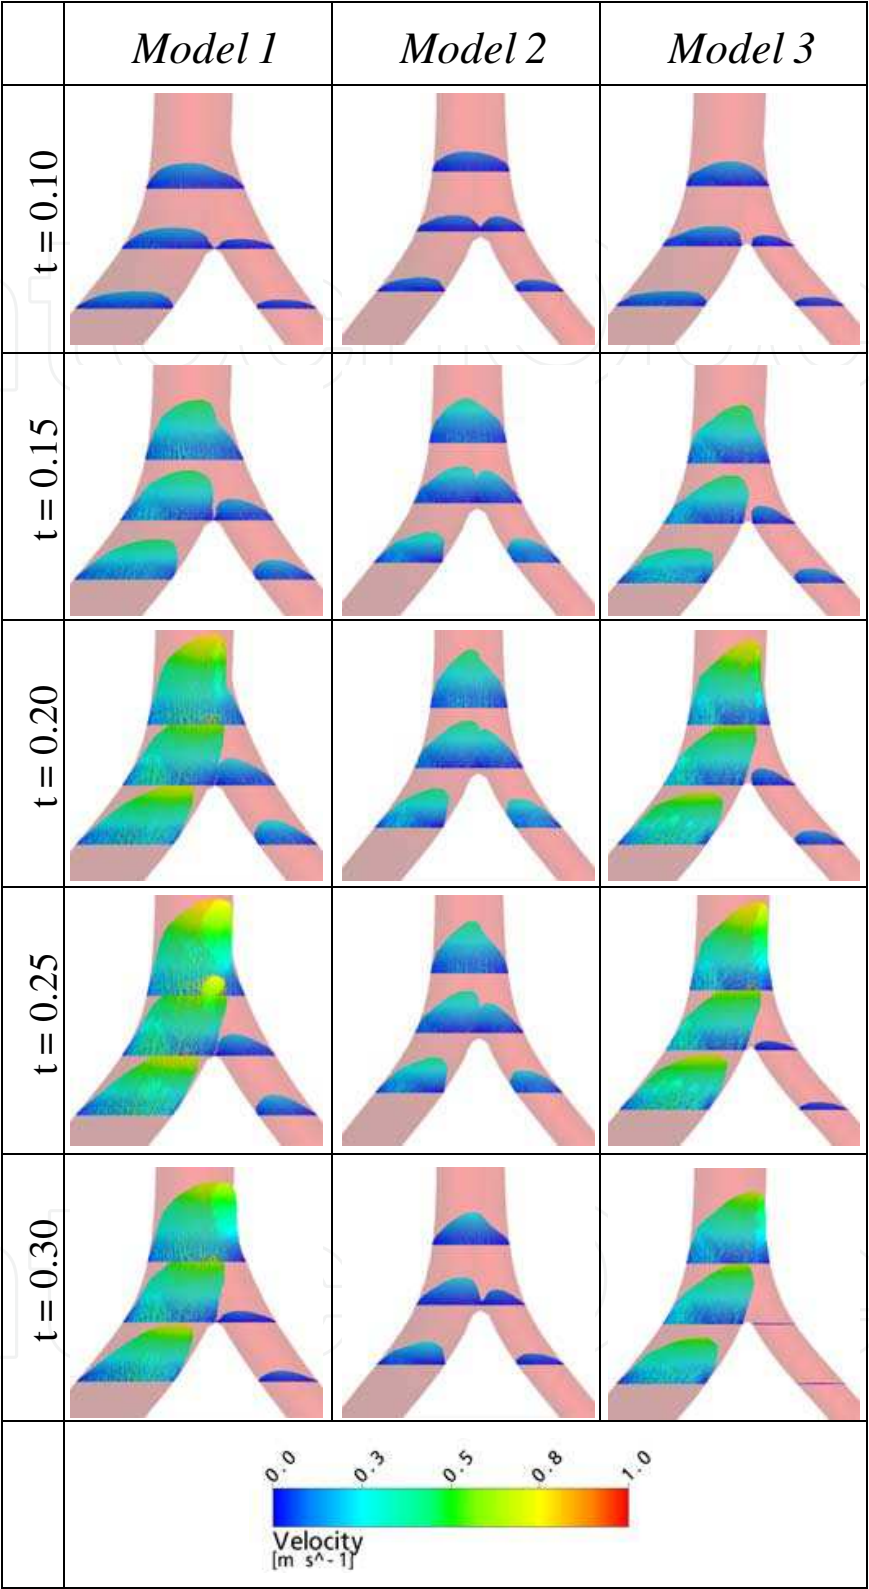 Model 1 Model 2 Model 3
t = 0.10
t = 0.15
t = 0.20
t = 0.25
t = 0.30
0.0 0.3 0.5 0.8 1.0
Velocity
[m s^-1]